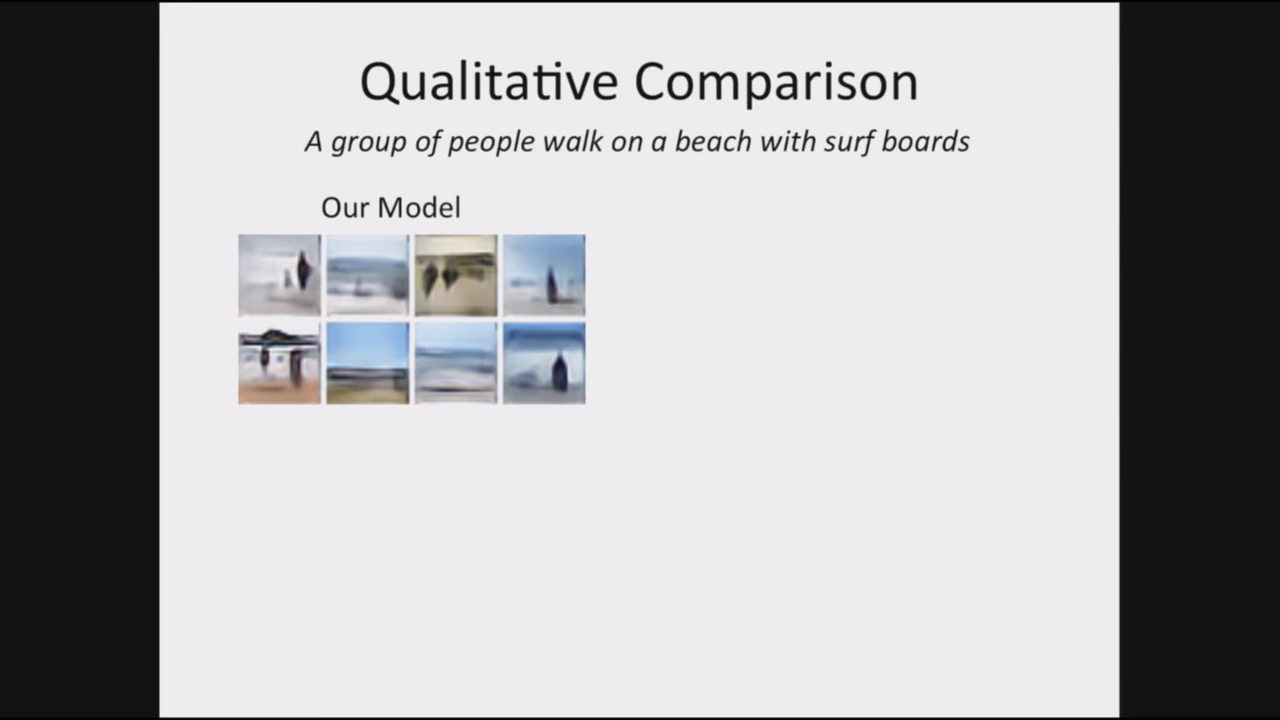 Qualitative Comparison
A group of people walk on a beach with surf boards
Our Model